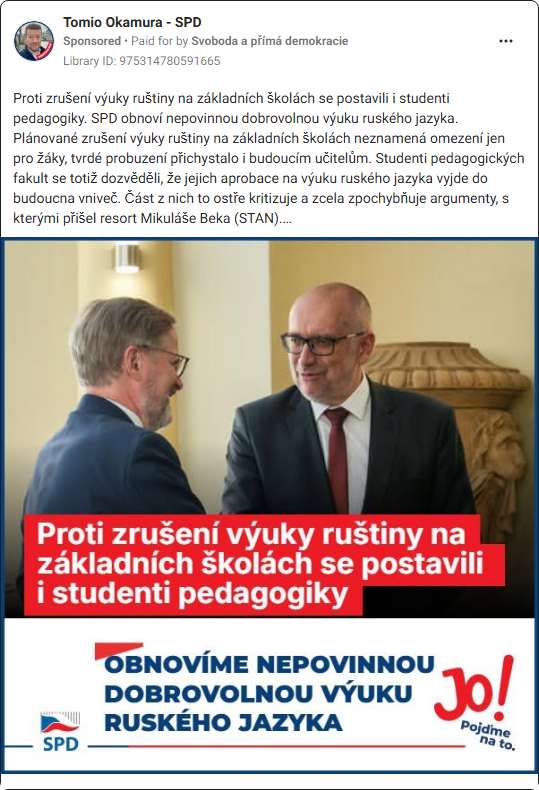 Tomio Okamura - SPD
Sponsored • Paid for by Svoboda a přímá demokracie
Library ID: 975314780591665
Proti zrušení výuky ruštiny na základních školách se postavili i studenti
pedagogiky. SPD obnoví nepovinnou dobrovolnou výuku ruského jazyka.
Plánované zrušení výuky ruštiny na základních školách neznamená omezení jen
pro žáky, tvrdé probuzení přichystalo i budoucím učitelům. Studenti pedagogických
fakult se totiž dozvěděli, že jejich aprobace na výuku ruského jazyka vyjde do
budoucna vniveč. Část z nich to ostře kritizuje a zcela zpochybňuje argumenty, s
kterými přišel resort Mikuláše Beka (STAN)....
Proti zrušení výuky ruštiny na
základních školách se postavili
i studenti pedagogiky
OBNOVÍME NEPOVINNOU
DOBROVOLNOU VÝUKU
RUSKÉHO JAZYKA
SPD
Jo!
Pojďme
na to.